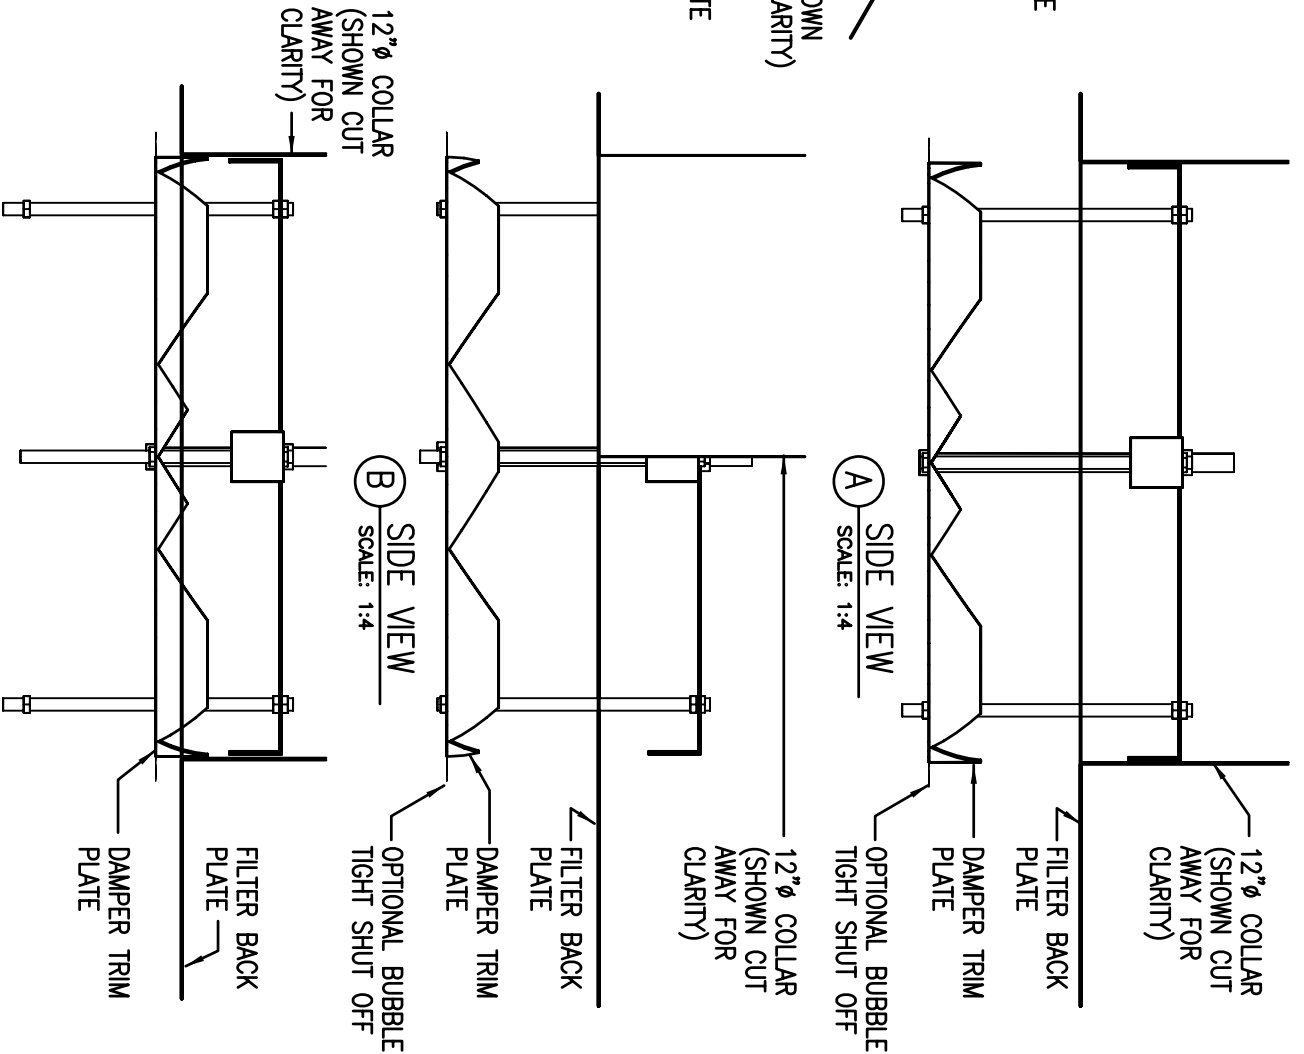 E
OWN
ARITY)
TE
12"ø COLLAR
(SHOWN CUT
AWAY FOR
CLARITY)
FILTER BACK
PLATE
DAMPER TRIM
PLATE
OPTIONAL BUBBLE
TIGHT SHUT OFF
A
SIDE VIEW
SCALE: 1:4
12"ø COLLAR
(SHOWN CUT
AWAY FOR
CLARITY)
FILTER BACK
PLATE
DAMPER TRIM
PLATE
OPTIONAL BUBBLE
TIGHT SHUT OFF
B
SIDE VIEW
SCALE: 1:4
12"ø COLLAR
(SHOWN CUT
AWAY FOR
CLARITY)
FILTER BACK
PLATE
DAMPER TRIM
PLATE